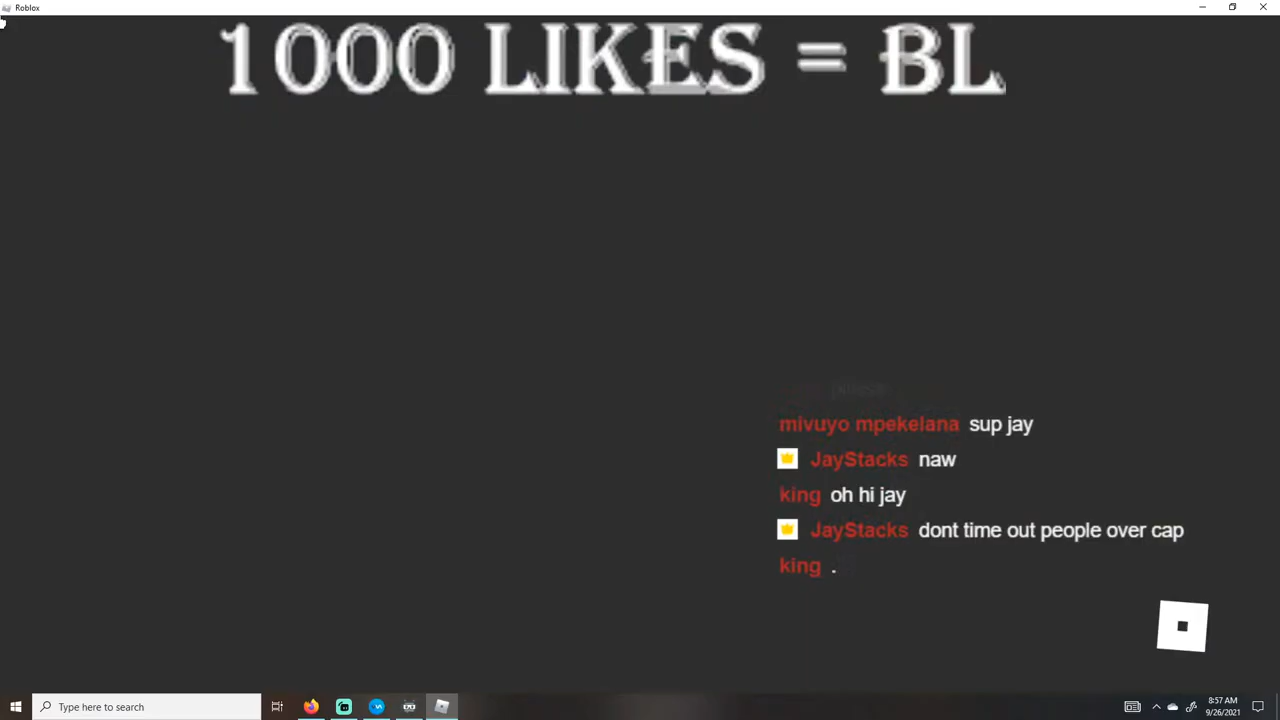 Roblox
1000 LIKES = BL
mivuyo mpekelana sup jay
JayStacks naw
king oh hi jay
JayStacks dont time out people over cap
king .
Type here to search
8:57 AM
9/26/2021